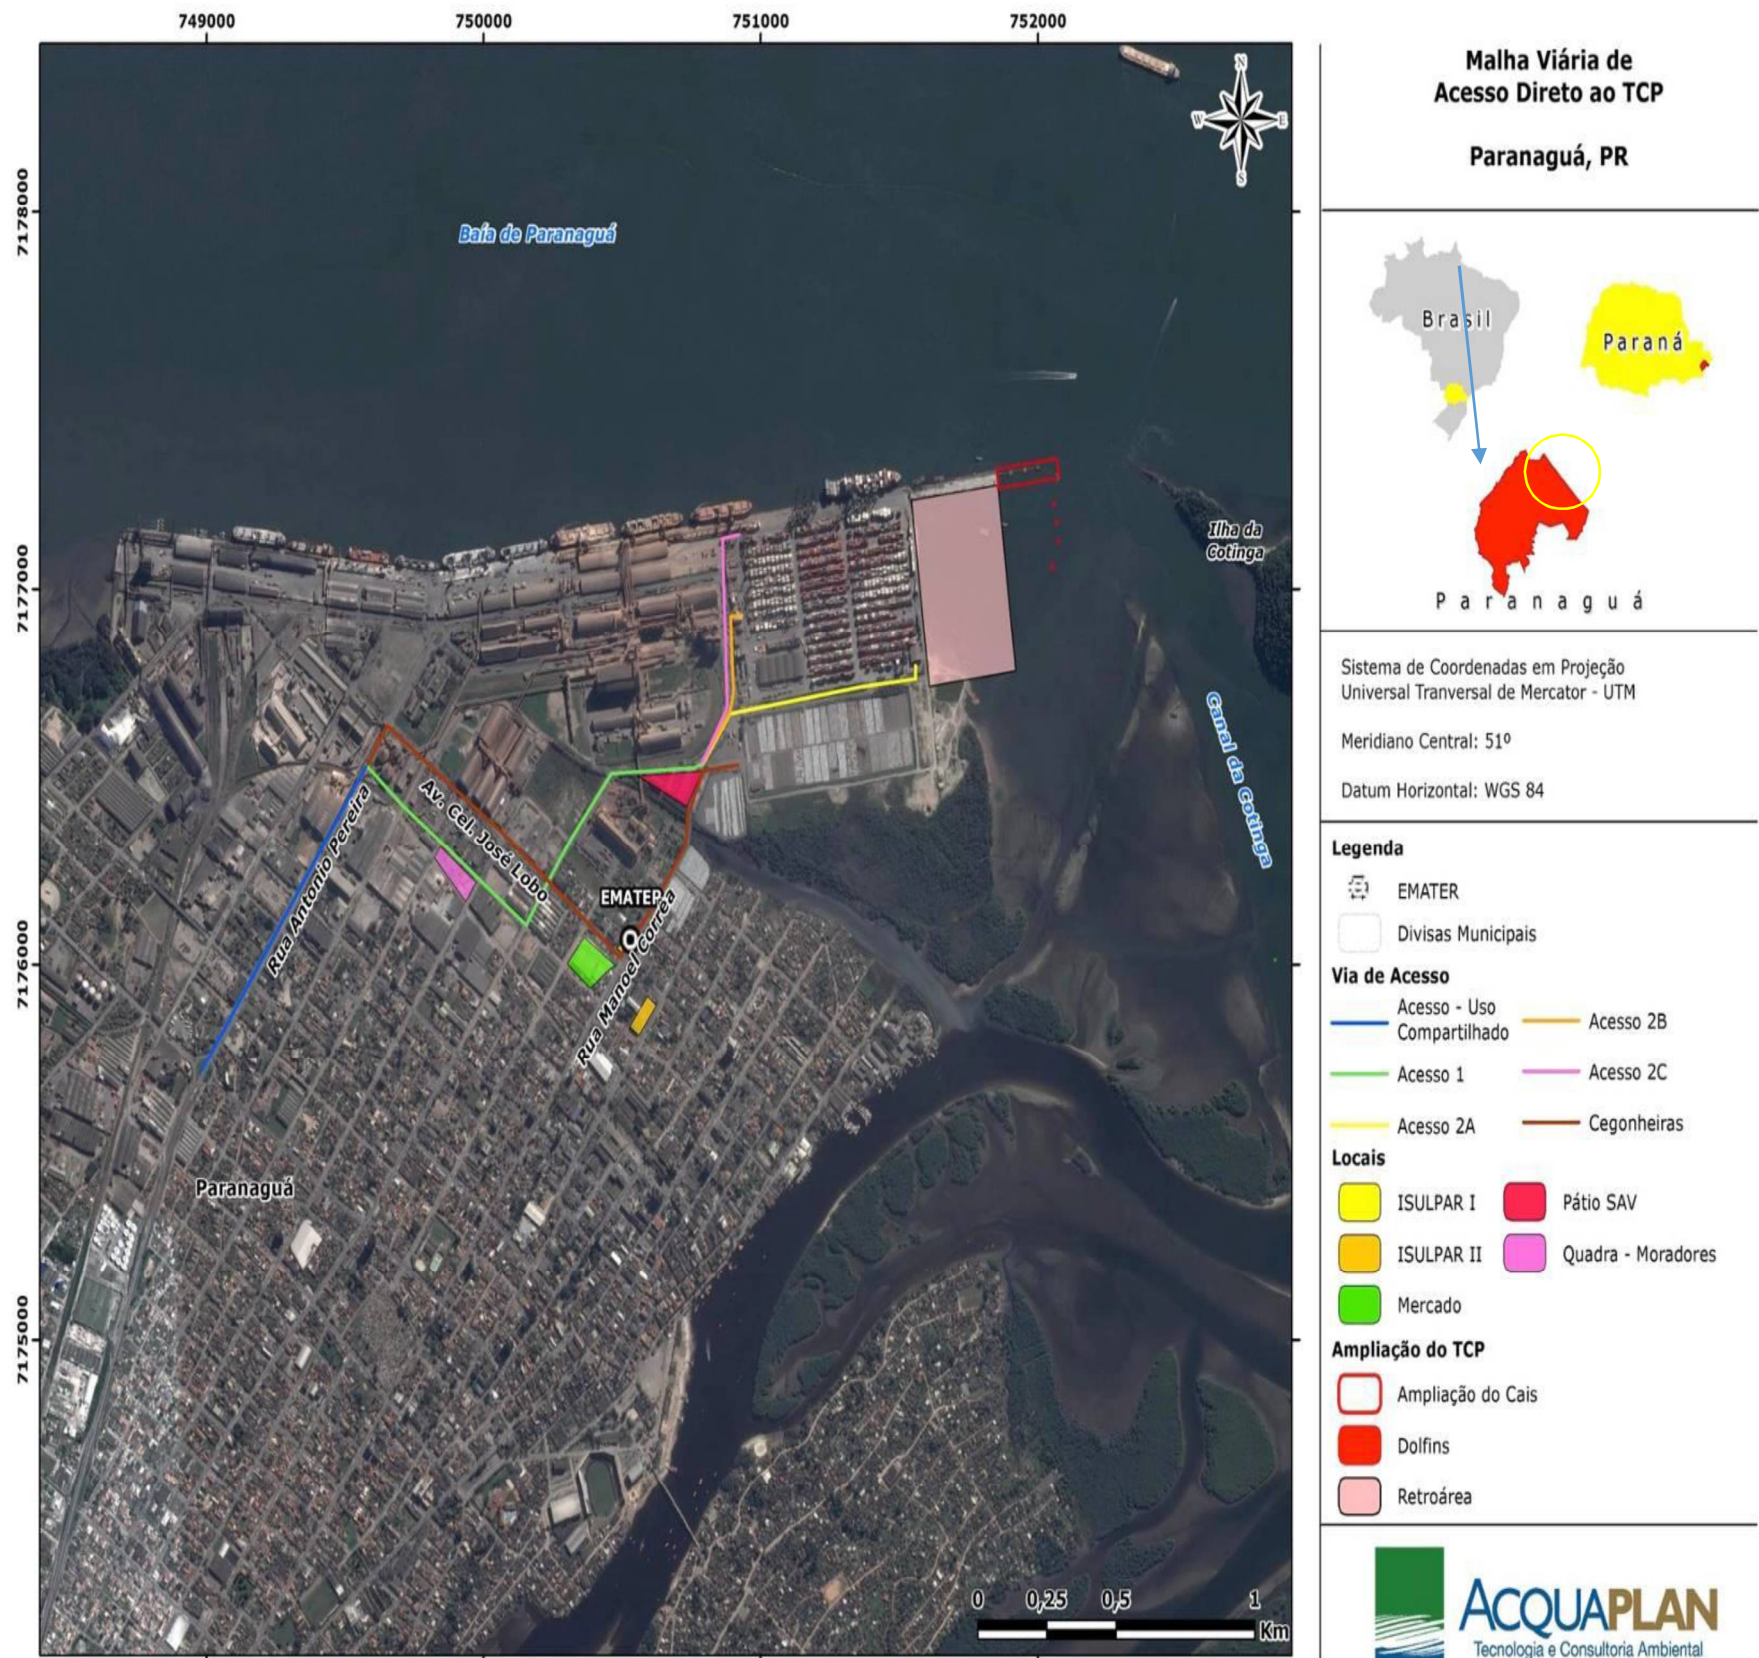 749000
750000
751000
752000
7178000
7177000
7176000
7175000
N
W
E
S
Baía de Paranaguá
Ilha da
Cotinga
Canal da Cotinga
Rua Antonio Pereira
Av. Cel. José Lobo
EMATER
Rua Manoel Correa
Paranaguá
0
0,25
0,5
1
Km
Malha Viária de
Acesso Direto ao TCP
Paranaguá, PR
Brasil
Paraná
Paranaguá
Sistema de Coordenadas em Projeção
Universal Tranversal de Mercator - UTM
Meridiano Central: 51º
Datum Horizontal: WGS 84
Legenda
EMATER
Divisas Municipais
Via de Acesso
Acesso - Uso
Compartilhado
Acesso 2B
Acesso 1
Acesso 2C
Acesso 2A
Cegonheiras
Locais
ISULPAR I
Pátio SAV
ISULPAR II
Quadra - Moradores
Mercado
Ampliação do TCP
Ampliação do Cais
Dolfins
Retroárea
ACQUAPLAN
Tecnologia e Consultoria Ambiental